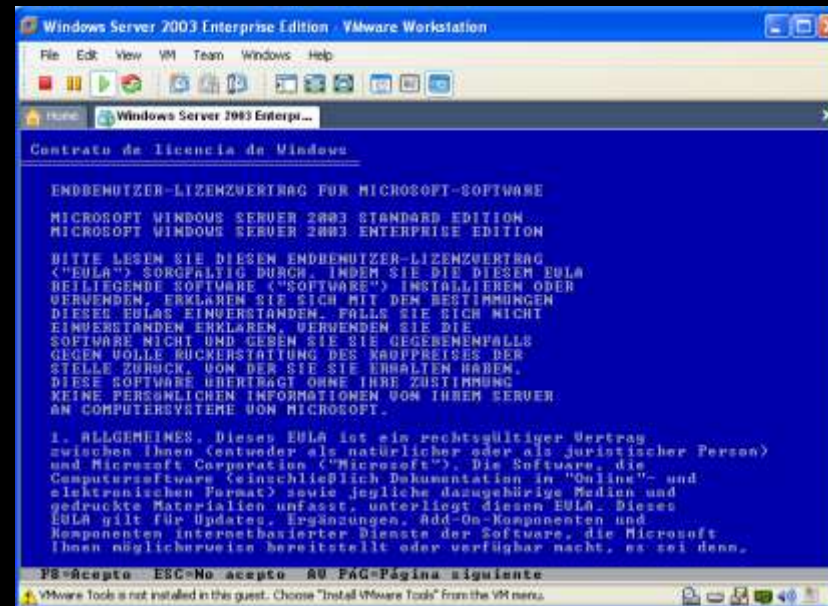 Windows Server 2003 Enterprise Edition - VMware Workstation
File Edit View VM Team Windows Help
Home Windows Server 2003 Enterpr...
Contrato de licencia de Windows
ENDBENUTZER-LIZENZVERTRAG FUR MICROSOFT-SOFTWARE
MICROSOFT WINDOWS SERVER 2003 STANDARD EDITION
MICROSOFT WINDOWS SERVER 2003 ENTERPRISE EDITION
BITTE LESEN SIE DIESEN ENDBENUTZER-LIZENZVERTRAG
("EULA") SORGFALTIG DURCH. INDEM SIE DIE DIESEM EULA
BEILIEGENDE SOFTWARE ("SOFTWARE") INSTALLIEREN ODER
VERWENDEN, ERKLAREN SIE SICH MIT DEN BESTIMMUNGEN
DIESES EULAS EINVERSTANDEN. FALLS SIE SICH NICHT
EINVERSTANDEN ERKLAREN, VERWENDEN SIE DIE
SOFTWARE NICHT UND GEBEN SIE SIE GEGEBENENFALLS
GEGEN VOLLE RUCKERSTATTUNG DES KAUFPREISES DER
STELLE ZURUCK, VON DER SIE SIE ERHALTEN HABEN.
DIESE SOFTWARE UBERTRAGT OHNE IHRE ZUSTIMMUNG
KEINE PERSONLICHEN INFORMATIONEN VON IHREM SERVER
AN COMPUTERSYSTEME VON MICROSOFT.
1. ALLGEMEINES. Dieses EULA ist ein rechtsgültiger Vertrag
zwischen Ihnen (entweder als natürlicher oder als juristischer Person)
und Microsoft Corporation ("Microsoft"). Die Software, die
Computersoftware (einschließlich Dokumentation in "Online"- und
elektronischen Format) sowie jegliche dazugehörige Medien und
gedruckte Materialien umfasst, unterliegt diesem EULA. Dieses
EULA gilt für Updates, Ergänzungen, Add-On-Komponenten und
Komponenten internetbasierter Dienste der Software, die Microsoft
Ihnen möglicherweise bereitstellt oder verfügbar macht, es sei denn,
F8=Acepto ESC=No acepto AV PÁG=Página siguiente
VMware Tools is not installed in this guest. Choose "Install VMware Tools" from the VM menu.